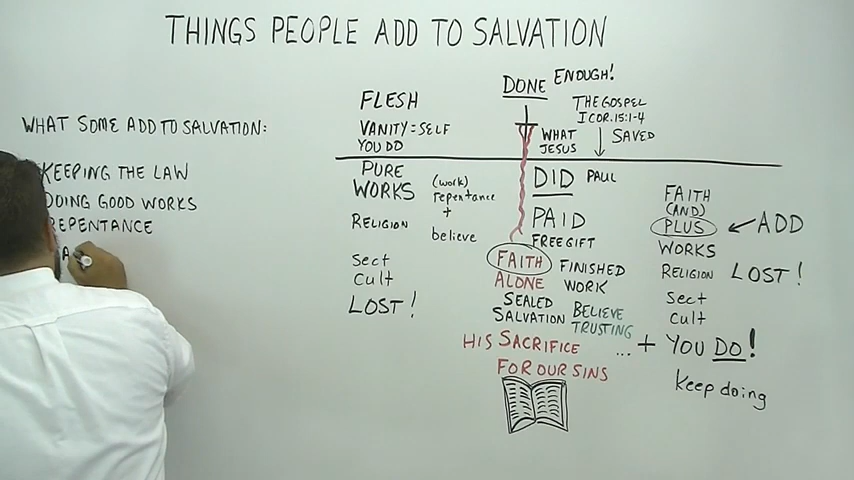 THINGS PEOPLE ADD TO SALVATION
WHAT SOME ADD TO SALVATION:
KEEPING THE LAW
DOING GOOD WORKS
REPENTANCE
FLESH
VANITY = SELF
YOU DO
PURE
WORKS
(work)
repentance
+
believe
RELIGION
Sect
Cult
LOST!
DONE ENOUGH!
THE GOSPEL
I COR. 15:1-4
WHAT
JESUS
SAVED
DID PAUL
PAID
FREE GIFT
FAITH
ALONE
FINISHED
WORK
SEALED
SALVATION
BELIEVE
TRUSTING
HIS SACRIFICE
FOR OUR SINS
FAITH
(AND)
PLUS ← ADD
WORKS
RELIGION LOST!
Sect
Cult
... + YOU DO!
Keep doing